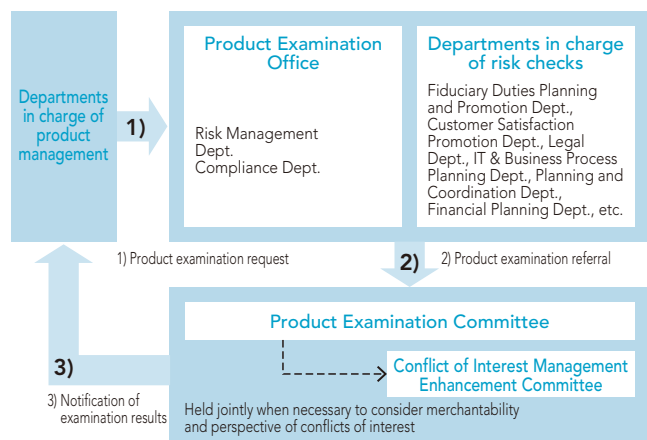 Departments
in charge of
product
management
1)
Product Examination
Office
Risk Management
Dept.
Compliance Dept.
Departments in charge
of risk checks
Fiduciary Duties Planning
and Promotion Dept.,
Customer Satisfaction
Promotion Dept., Legal
Dept., IT & Business Process
Planning Dept., Planning and
Coordination Dept.,
Financial Planning Dept., etc.
1) Product examination request
2)
2) Product examination referral
Product Examination Committee
Conflict of Interest Management
Enhancement Committee
Held jointly when necessary to consider merchantability
and perspective of conflicts of interest
3)
3) Notification of
examination results